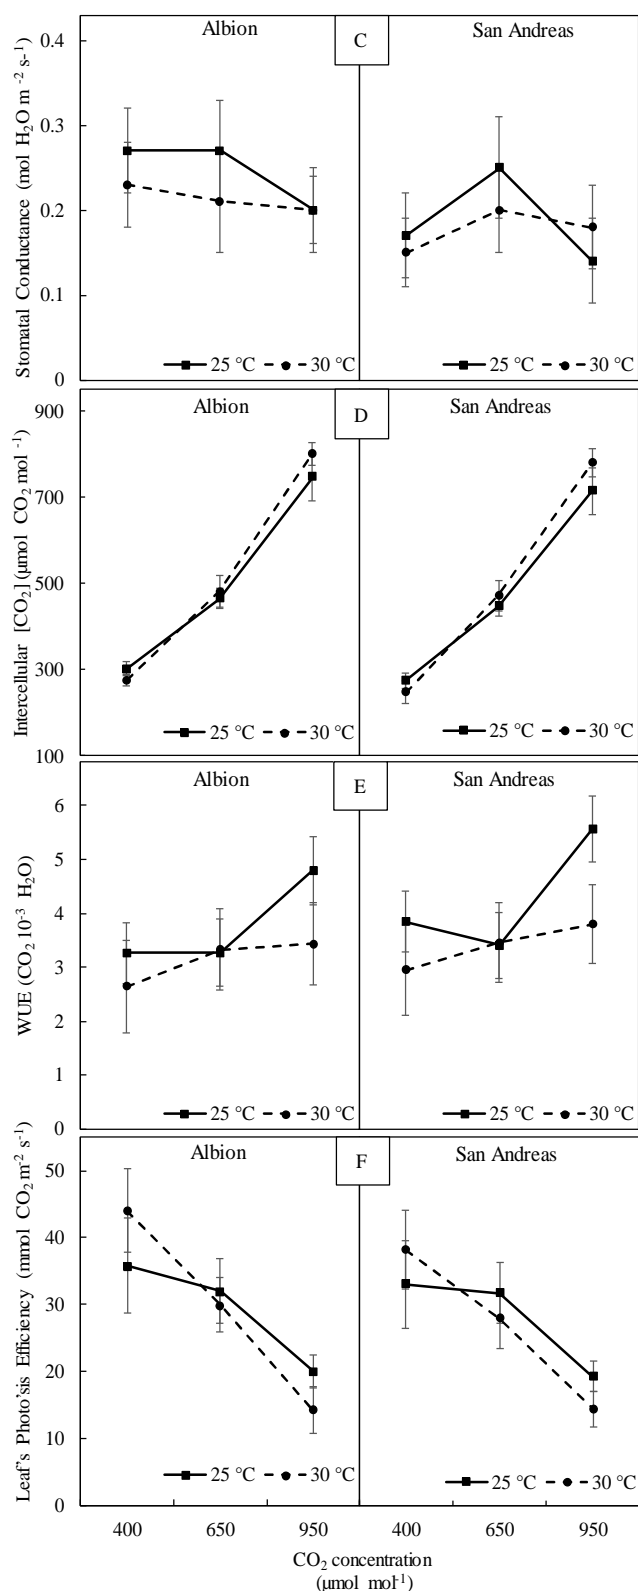 Albion C San Andreas
Stomatal Conductance (mol H₂O m⁻² s⁻¹)
0.4
0.3
0.2
0.1
0
25 °C 30 °C 25 °C 30 °C
Albion D San Andreas
Intercellular [CO₂] (μmol CO₂ mol⁻¹)
900
700
500
300
100
25 °C 30 °C 25 °C 30 °C
Albion E San Andreas
WUE (CO₂ 10⁻³ H₂O)
6
5
4
3
2
1
0
25 °C 30 °C 25 °C 30 °C
Albion F San Andreas
Leaf's Photo'sis Efficiency (mmol CO₂ m⁻² s⁻¹)
50
40
30
20
10
0
25 °C 30 °C 25 °C 30 °C
400 650 950 400 650 950
CO₂ concentration
(μmol mol⁻¹)